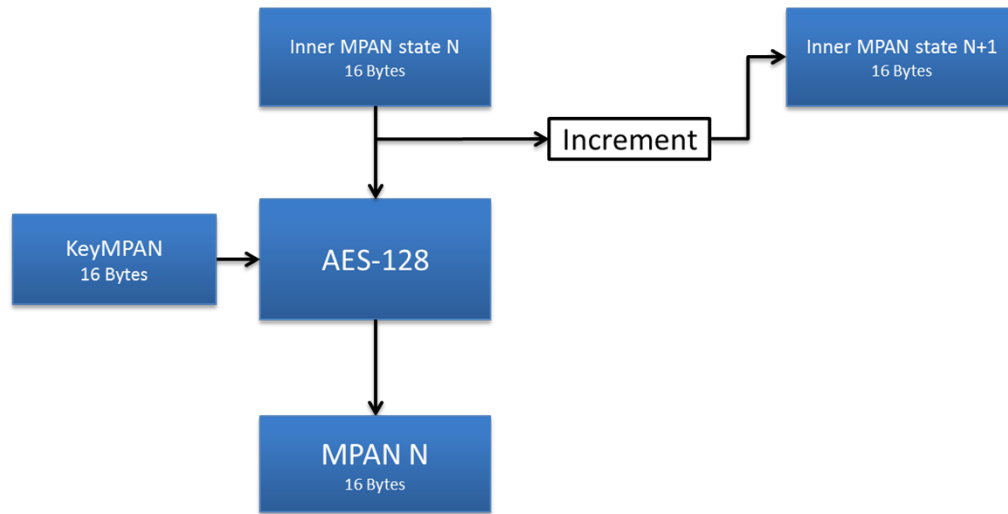 Inner MPAN state N
16 Bytes
Inner MPAN state N+1
16 Bytes
Increment
KeyMPAN
16 Bytes
AES-128
MPAN N
16 Bytes